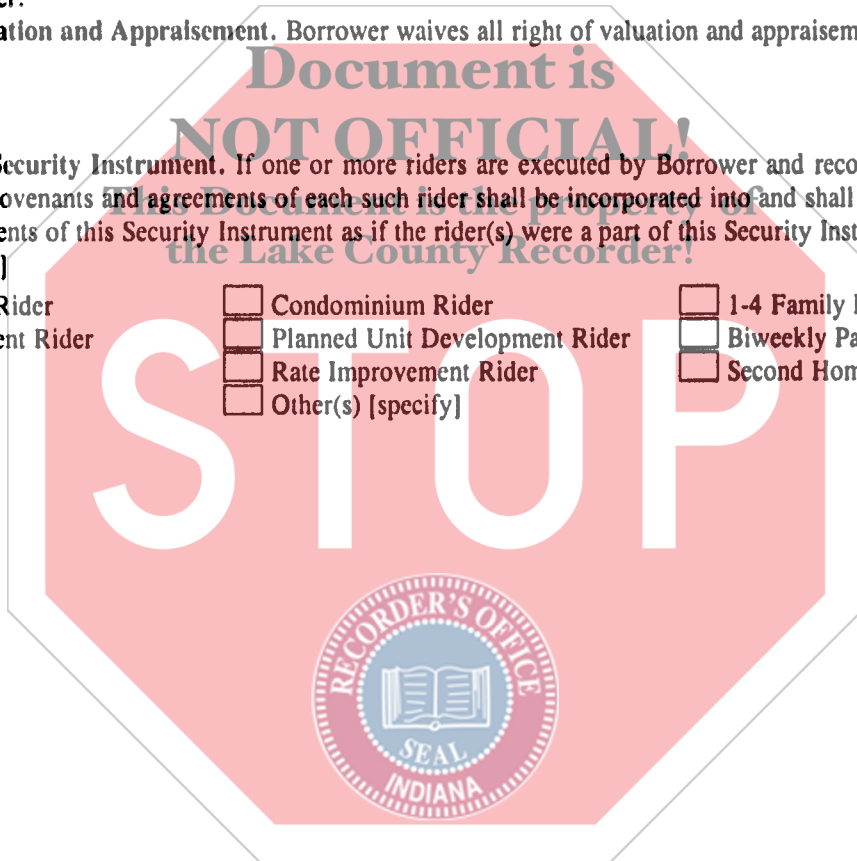 er.
ation and Appraisement. Borrower waives all right of valuation and appraisem
Document is
NOT OFFICIAL!
Security Instrument. If one or more riders are executed by Borrower and reco
ovenants and agreements of each such rider shall be incorporated into and shall
This Document is the property of
ents of this Security Instrument as if the rider(s) were a part of this Security Inst
the Lake County Recorder!
]
Rider
Condominium Rider
1-4 Family
ent Rider
Planned Unit Development Rider
Biweekly Pa
Rate Improvement Rider
Second Hom
Other(s) [specify]
STOP
RECORDER'S OFFICE
SEAL
INDIANA